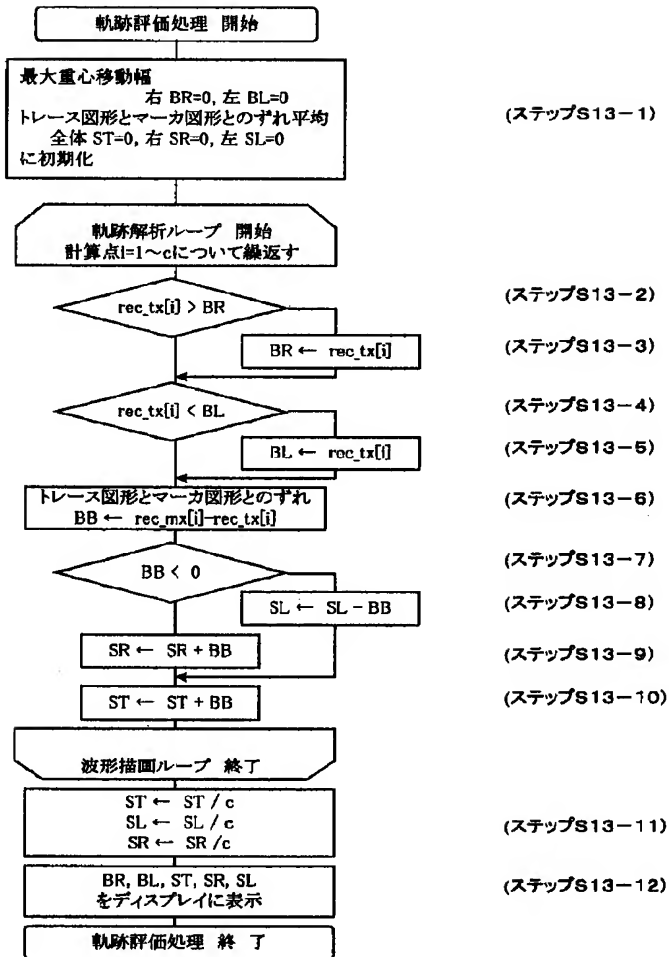 軌跡評価処理 開始
最大重心移動幅
右 BR=0, 左 BL=0
トレース図形とマーカ図形とのずれ平均
全体 ST=0, 右 SR=0, 左 SL=0
に初期化
(ステップS13-1)
軌跡解析ループ 開始
計算点i=1～cについて繰返す
rec_tx[i] > BR
(ステップS13-2)
BR ← rec_tx[i]
(ステップS13-3)
rec_tx[i] < BL
(ステップS13-4)
BL ← rec_tx[i]
(ステップS13-5)
トレース図形とマーカ図形とのずれ
BB ← rec_mx[i]-rec_tx[i]
(ステップS13-6)
BB < 0
(ステップS13-7)
SL ← SL - BB
(ステップS13-8)
SR ← SR + BB
(ステップS13-9)
ST ← ST + BB
(ステップS13-10)
波形描画ループ 終了
ST ← ST / c
SL ← SL / c
SR ← SR /c
(ステップS13-11)
BR, BL, ST, SR, SL
をディスプレイに表示
(ステップS13-12)
軌跡評価処理 終 了